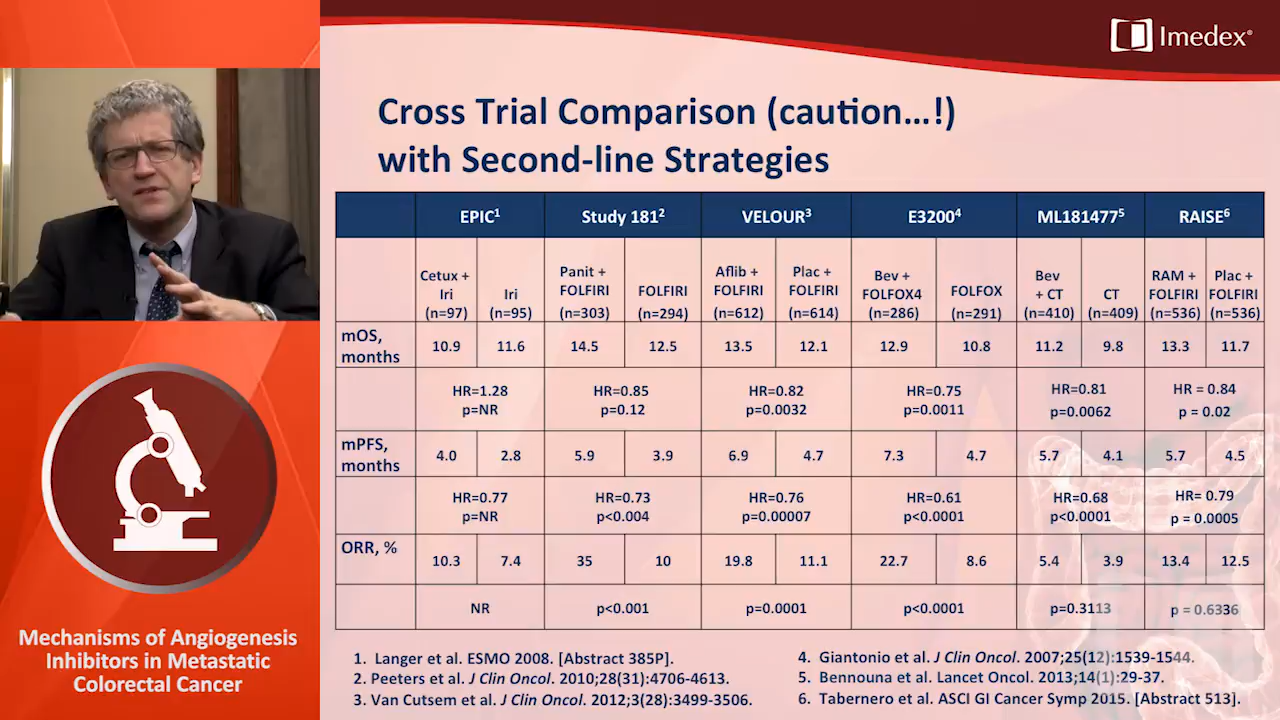 Imedex®
Cross Trial Comparison (caution...!)
with Second-line Strategies
EPIC1 Study 1812 VELOUR3 E32004 ML1814775 RAISE6
Cetux + Iri (n=97) Iri (n=95) Panit + FOLFIRI (n=303) FOLFIRI (n=294) Aflib + FOLFIRI (n=612) Plac + FOLFIRI (n=614) Bev + FOLFOX4 (n=286) FOLFOX (n=291) Bev + CT (n=410) CT (n=409) RAM + FOLFIRI (n=536) Plac + FOLFIRI (n=536)
mOS, months 10.9 11.6 14.5 12.5 13.5 12.1 12.9 10.8 11.2 9.8 13.3 11.7
HR=1.28 HR=0.85 HR=0.82 HR=0.75 HR=0.81 HR = 0.84
p=NR p=0.12 p=0.0032 p=0.0011 p=0.0062 p = 0.02
mPFS, months 4.0 2.8 5.9 3.9 6.9 4.7 7.3 4.7 5.7 4.1 5.7 4.5
HR=0.77 HR=0.73 HR=0.76 HR=0.61 HR=0.68 HR= 0.79
p=NR p<0.004 p=0.00007 p<0.0001 p<0.0001 p = 0.0005
ORR, % 10.3 7.4 35 10 19.8 11.1 22.7 8.6 5.4 3.9 13.4 12.5
NR p<0.001 p=0.0001 p<0.0001 p=0.3113 p = 0.6336
1. Langer et al. ESMO 2008. [Abstract 385P].
2. Peeters et al. J Clin Oncol. 2010;28(31):4706-4613.
3. Van Cutsem et al. J Clin Oncol. 2012;3(28):3499-3506.
4. Giantonio et al. J Clin Oncol. 2007;25(12):1539-1544.
5. Bennouna et al. Lancet Oncol. 2013;14(1):29-37.
6. Tabernero et al. ASCI GI Cancer Symp 2015. [Abstract 513].
Mechanisms of Angiogenesis
Inhibitors in Metastatic
Colorectal Cancer